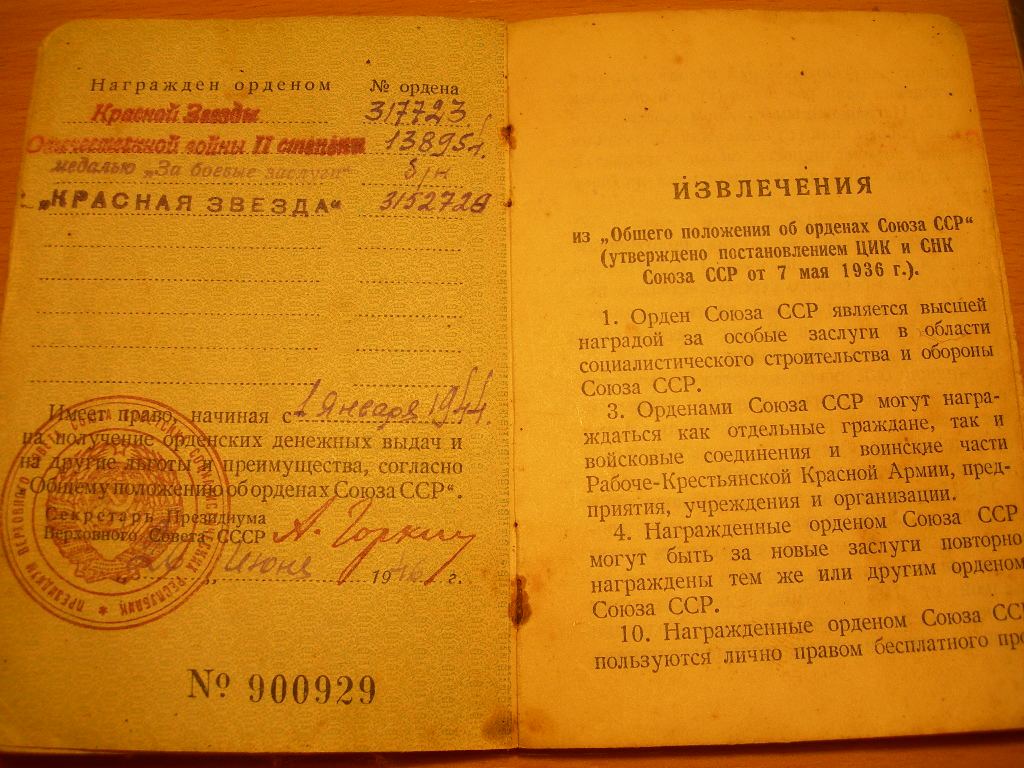 Награжден орденом № ордена
Красной Звезды 317723
Отечественной войны II степени 138954.
медалью „За боевые заслуги“ б/н
„КРАСНАЯ ЗВЕЗДА“ 3152728
Имеет право, начиная с 1 января 1944.
на получение орденских денежных выдач и
на другие льготы и преимущества, согласно
„Общему положению об орденах Союза ССР“.
Секретарь Президиума
Верховного Совета СССР А. Горкин
июня 19 г.
№ 900929
ИЗВЛЕЧЕНИЯ
из „Общего положения об орденах Союза ССР“
(утверждено постановлением ЦИК и СНК
Союза ССР от 7 мая 1936 г.).
1. Орден Союза ССР является высшей
наградой за особые заслуги в области
социалистического строительства и обороны
Союза ССР.
3. Орденами Союза ССР могут награ-
ждаться как отдельные граждане, так и
войсковые соединения и воинские части
Рабоче-Крестьянской Красной Армии, пред-
приятия, учреждения и организации.
4. Награжденные орденом Союза ССР
могут быть за новые заслуги повторно
награждены тем же или другим орденом
Союза ССР.
10. Награжденные орденом Союза СС
пользуются лично правом бесплатного про